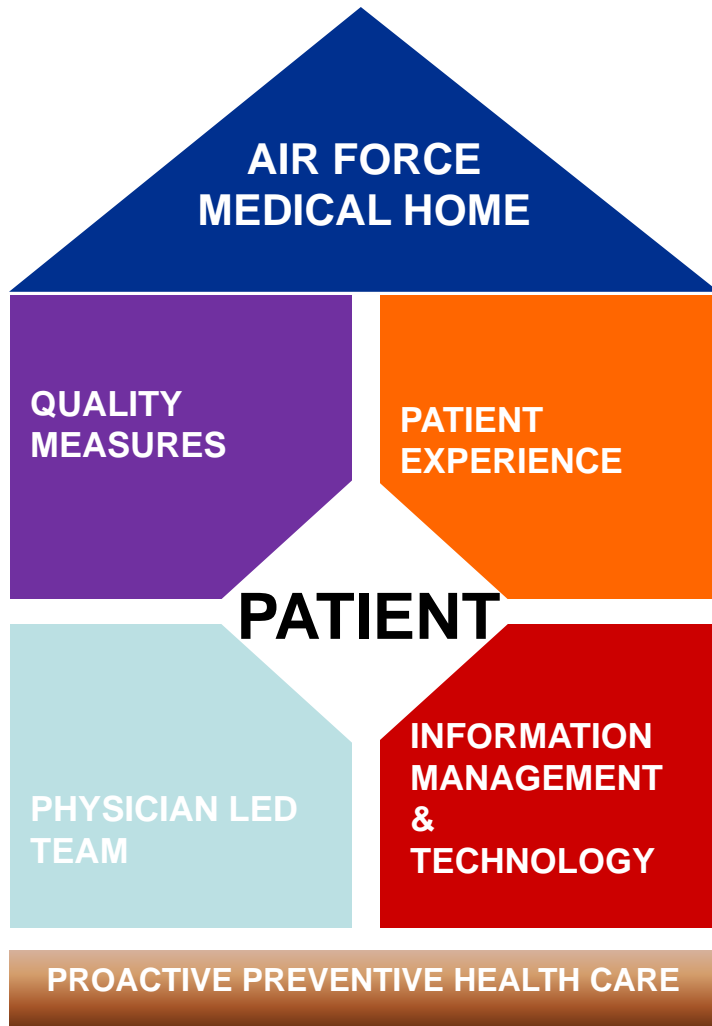 AIR FORCE
MEDICAL HOME
QUALITY
MEASURES
PATIENT
EXPERIENCE
PATIENT
PHYSICIAN LED
TEAM
INFORMATION
MANAGEMENT
&
TECHNOLOGY
PROACTIVE PREVENTIVE HEALTH CARE